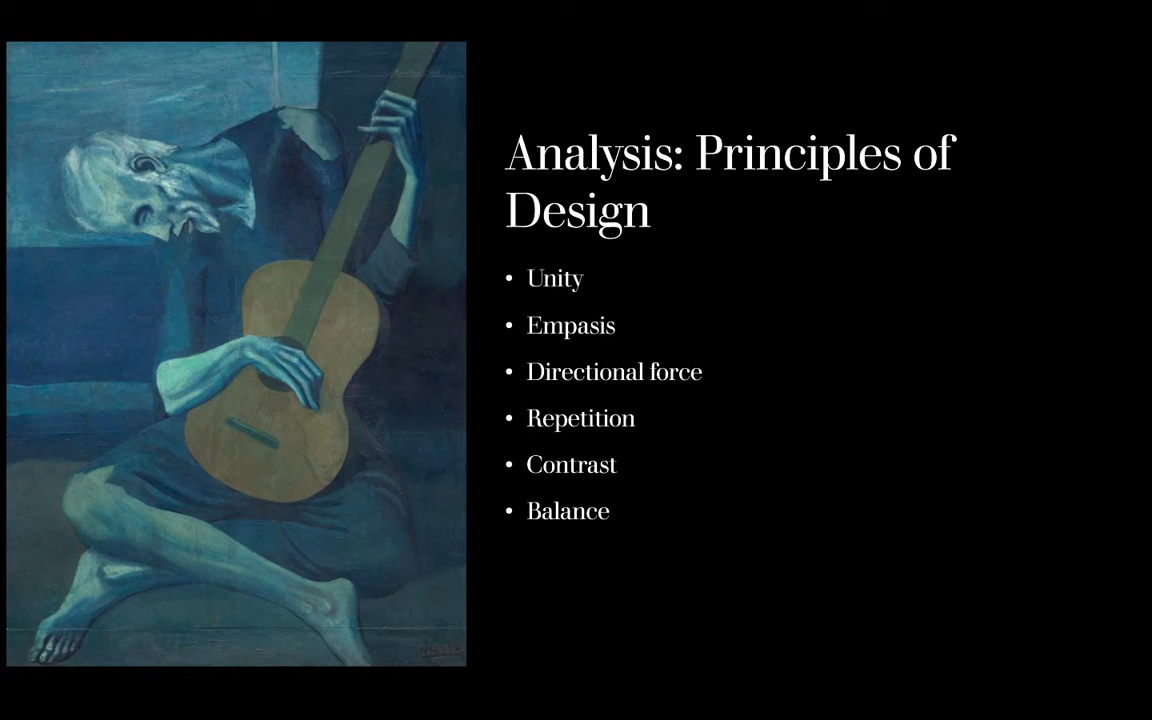 Analysis: Principles of
Design
• Unity
• Empasis
• Directional force
• Repetition
• Contrast
• Balance